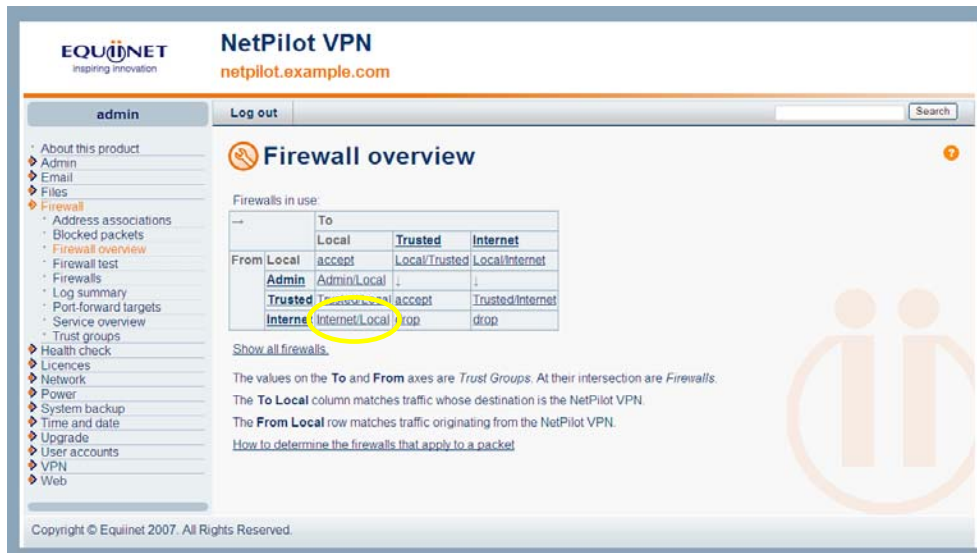 EQUiiNET
inspiring innovation
NetPilot VPN
netpilot.example.com
admin
Log out
Search
About this product
Admin
Email
Files
Firewall
Address associations
Blocked packets
Firewall overview
Firewall test
Firewalls
Log summary
Port-forward targets
Service overview
Trust groups
Health check
Licences
Network
Power
System backup
Time and date
Upgrade
User accounts
VPN
Web
Firewall overview
?
Firewalls in use:
→ To
Local Trusted Internet
From Local accept Local/Trusted Local/Internet
Admin Admin/Local ↓ ↓
Trusted Trusted/Local accept Trusted/Internet
Internet Internet/Local drop drop
Show all firewalls.
The values on the To and From axes are Trust Groups. At their intersection are Firewalls.
The To Local column matches traffic whose destination is the NetPilot VPN.
The From Local row matches traffic originating from the NetPilot VPN.
How to determine the firewalls that apply to a packet
Copyright © Equiinet 2007. All Rights Reserved.